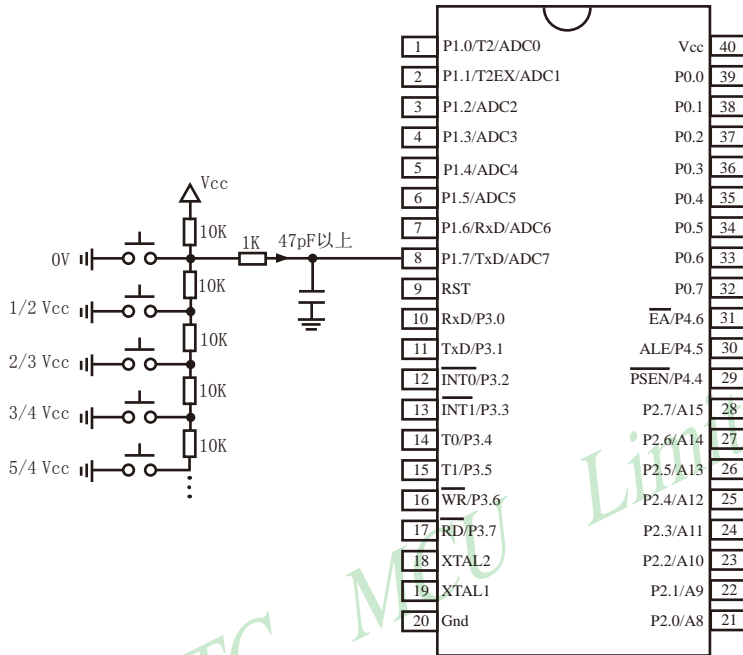 1 P1.0/T2/ADC0 Vcc 40
2 P1.1/T2EX/ADC1 P0.0 39
3 P1.2/ADC2 P0.1 38
4 P1.3/ADC3 P0.2 37
5 P1.4/ADC4 P0.3 36
6 P1.5/ADC5 P0.4 35
7 P1.6/RxD/ADC6 P0.5 34
8 P1.7/TxD/ADC7 P0.6 33
9 RST P0.7 32
10 RxD/P3.0 EA/P4.6 31
11 TxD/P3.1 ALE/P4.5 30
12 INT0/P3.2 PSEN/P4.4 29
13 INT1/P3.3 P2.7/A15 28
14 T0/P3.4 P2.6/A14 27
15 T1/P3.5 P2.5/A13 26
16 WR/P3.6 P2.4/A12 25
17 RD/P3.7 P2.3/A11 24
18 XTAL2 P2.2/A10 23
19 XTAL1 P2.1/A9 22
20 Gnd P2.0/A8 21
Vcc
10K
0V
1K
47pF以上
10K
1/2 Vcc
10K
2/3 Vcc
10K
3/4 Vcc
10K
5/4 Vcc
MCU